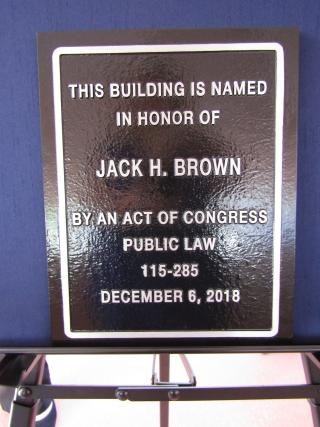 THIS BUILDING IS NAMED
IN HONOR OF
JACK H. BROWN
BY AN ACT OF CONGRESS
PUBLIC LAW
115-285
DECEMBER 6, 2018